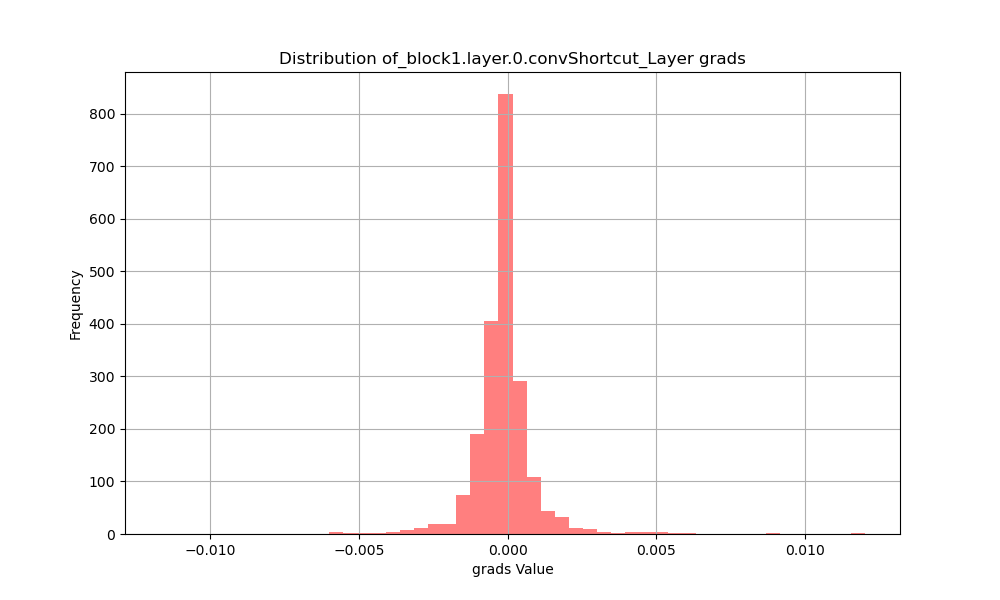 Distribution of_block1.layer.0.convShortcut_Layer grads
800
700
600
500
400
300
200
100
0
Frequency
−0.010 −0.005 0.000 0.005 0.010
grads Value